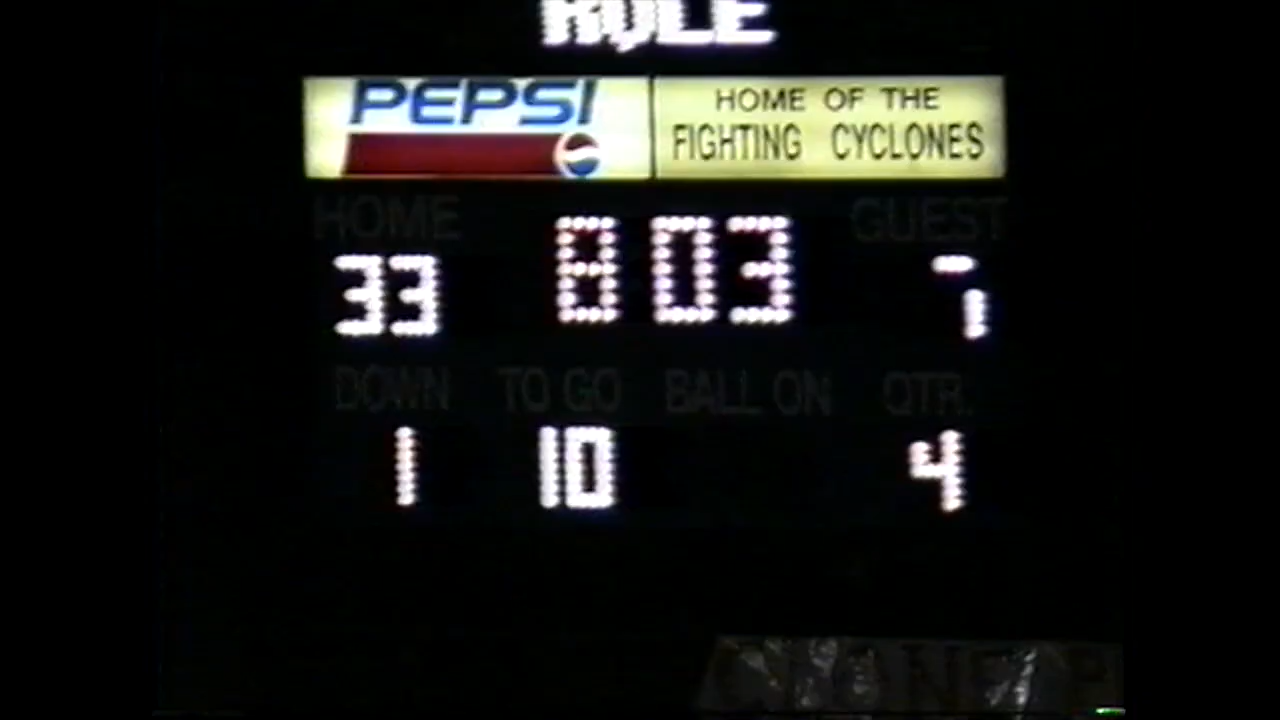 RULE
PEPSI
HOME OF THE
FIGHTING CYCLONES
HOME
GUEST
33
8 03
7
DOWN
TO GO
BALL ON
QTR.
1
10
4